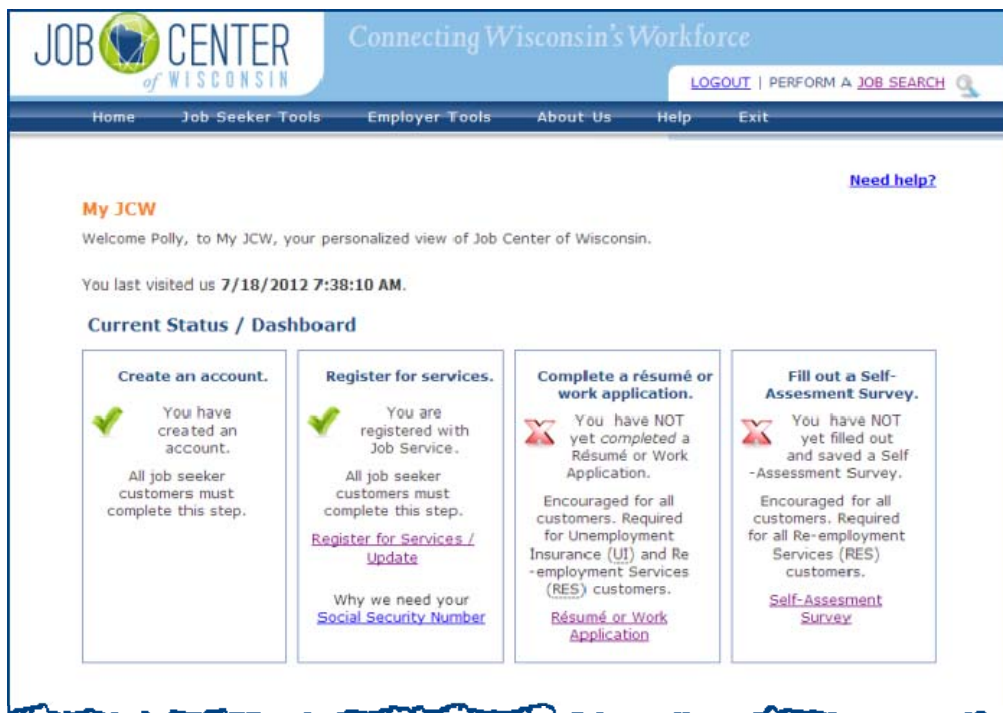 JOB CENTER
of WISCONSIN
Connecting Wisconsin's Workforce
LOGOUT | PERFORM A JOB SEARCH
Home Job Seeker Tools Employer Tools About Us Help Exit
Need help?
My JCW
Welcome Polly, to My JCW, your personalized view of Job Center of Wisconsin.
You last visited us 7/18/2012 7:38:10 AM.
Current Status / Dashboard
Create an account.
You have
created an
account.
All job seeker
customers must
complete this step.
Register for services.
You are
registered with
Job Service.
All job seeker
customers must
complete this step.
Register for Services /
Update
Why we need your
Social Security Number
Complete a résumé or
work application.
You have NOT
yet completed a
Résumé or Work
Application.
Encouraged for all
customers. Required
for Unemployment
Insurance (UI) and Re
-employment Services
(RES) customers.
Résumé or Work
Application
Fill out a Self-
Assesment Survey.
You have NOT
yet filled out
and saved a Self
-Assessment Survey.
Encouraged for all
customers. Required
for all Re-employment
Services (RES)
customers.
Self-Assesment
Survey